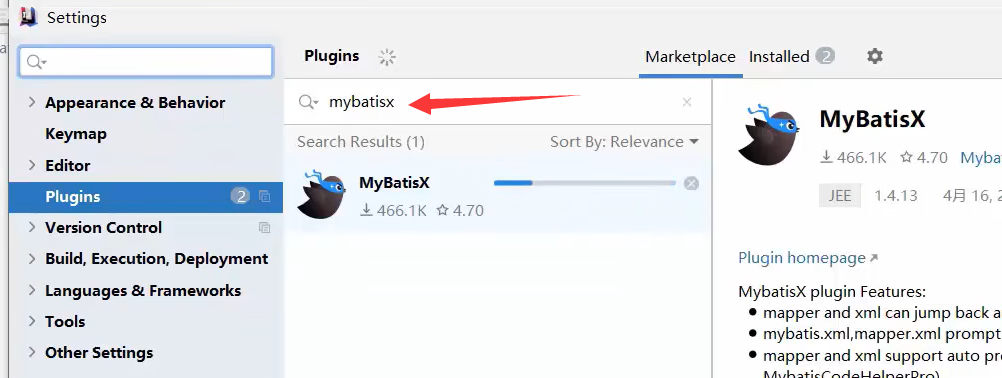 Settings
Plugins
Marketplace
Installed 2
mybatisx
Search Results (1)
Sort By: Relevance
MyBatisX
466.1K 4.70
Appearance & Behavior
Keymap
Editor
Plugins 2
Version Control
Build, Execution, Deployment
Languages & Frameworks
Tools
Other Settings
MyBatisX
466.1K 4.70 Mybat
JEE 1.4.13 4月 16, 2
Plugin homepage
MybatisX plugin Features:
mapper and xml can jump back a
mybatis.xml,mapper.xml prompt
mapper and xml support auto pr
MybatisCodeHelperPro)